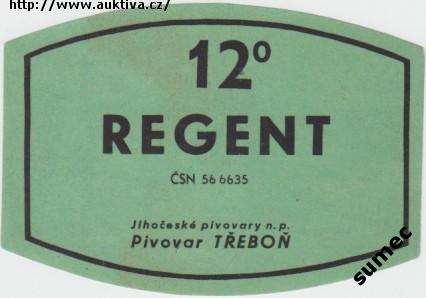 http://www.auktiva.cz/
12°
REGENT
ČSN 56 6635
Jihočeské pivovary n.p.
Pivovar TŘEBOŇ
sumec